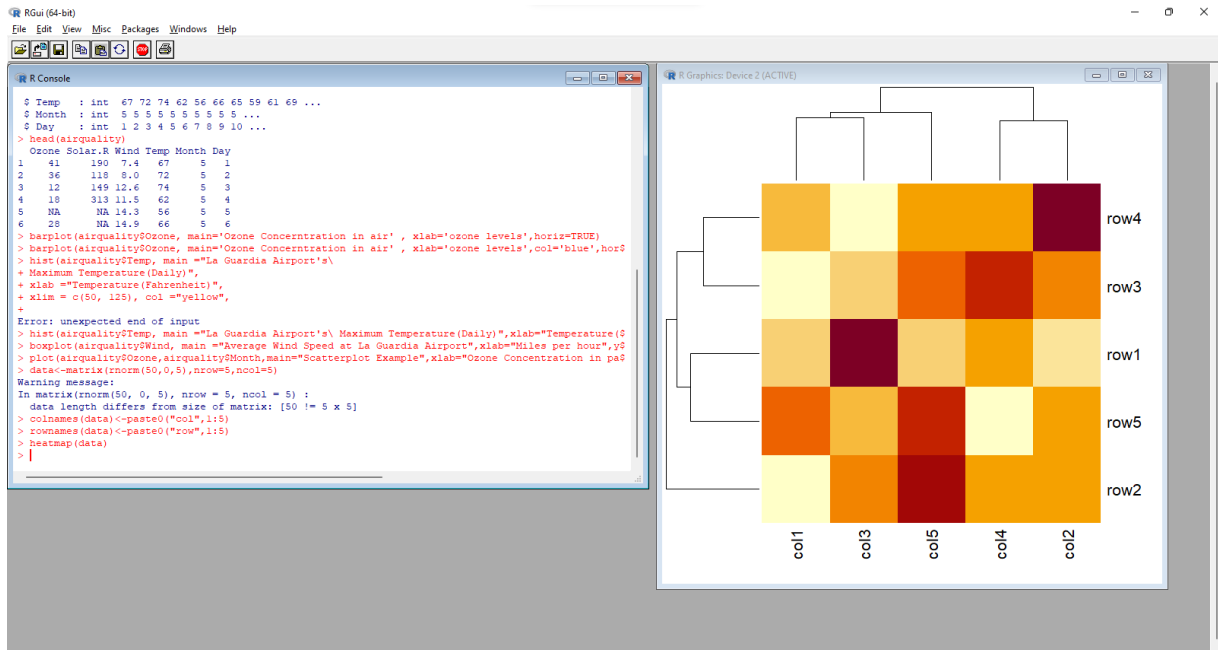 RGui (64-bit)
File Edit View Misc Packages Windows Help
STOP
R Console
 $ Temp   : int  67 72 74 62 56 66 65 59 61 69 ...
 $ Month  : int  5 5 5 5 5 5 5 5 5 5 ...
 $ Day    : int  1 2 3 4 5 6 7 8 9 10 ...
> head(airquality)
  Ozone Solar.R Wind Temp Month Day
1    41     190  7.4   67     5   1
2    36     118  8.0   72     5   2
3    12     149 12.6   74     5   3
4    18     313 11.5   62     5   4
5    NA      NA 14.3   56     5   5
6    28      NA 14.9   66     5   6
> barplot(airquality$Ozone, main='Ozone Concerntration in air' , xlab='ozone levels',horiz=TRUE)
> barplot(airquality$Ozone, main='Ozone Concerntration in air' , xlab='ozone levels',col='blue',hor$
> hist(airquality$Temp, main ="La Guardia Airport's\
+ Maximum Temperature(Daily)",
+ xlab ="Temperature(Fahrenheit)",
+ xlim = c(50, 125), col ="yellow",
+
Error: unexpected end of input
> hist(airquality$Temp, main ="La Guardia Airport's\ Maximum Temperature(Daily)",xlab="Temperature($
> boxplot(airquality$Wind, main ="Average Wind Speed at La Guardia Airport",xlab="Miles per hour",y$
> plot(airquality$Ozone,airquality$Month,main="Scatterplot Example",xlab="Ozone Concentration in pa$
> data<-matrix(rnorm(50,0,5),nrow=5,ncol=5)
Warning message:
In matrix(rnorm(50, 0, 5), nrow = 5, ncol = 5) :
  data length differs from size of matrix: [50 != 5 x 5]
> colnames(data)<-paste0("col",1:5)
> rownames(data)<-paste0("row",1:5)
> heatmap(data)
>
R Graphics: Device 2 (ACTIVE)
row4
row3
row1
row5
row2
col1
col3
col5
col4
col2